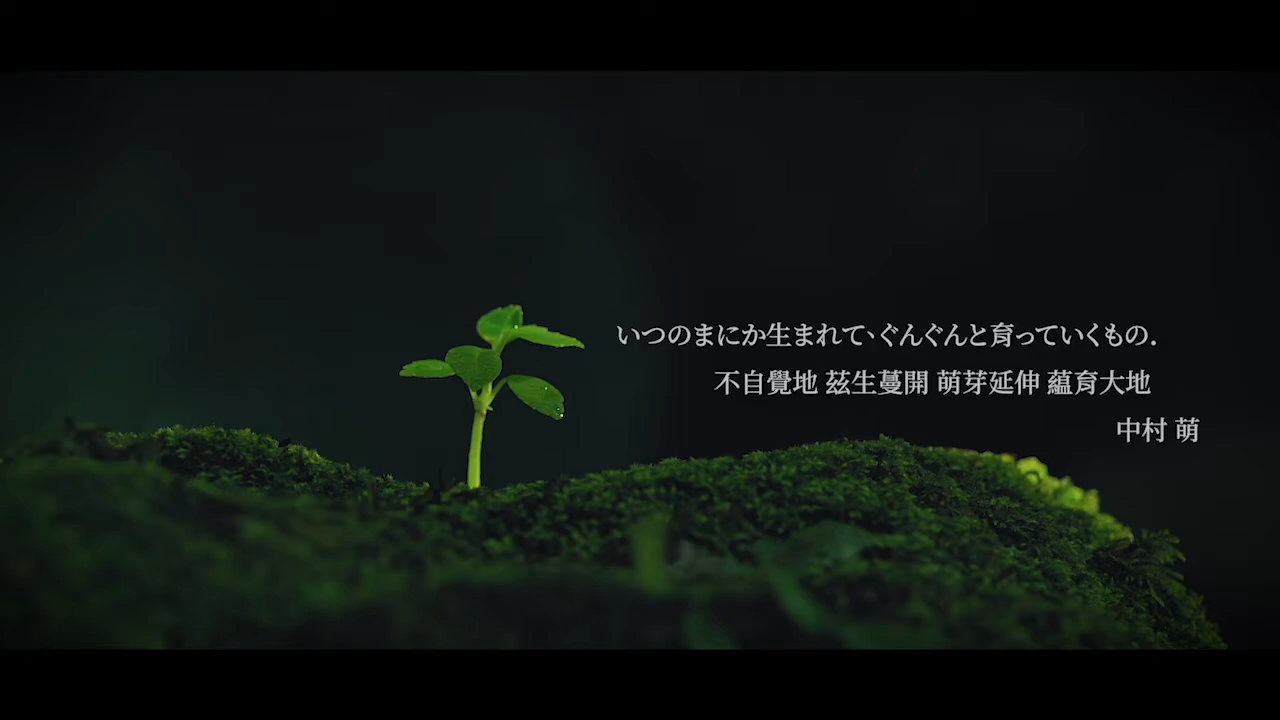 いつのまにか生まれて、ぐんぐんと育っていくもの.
不自覺地 茲生蔓開 萌芽延伸 蘊育大地
中村 萌